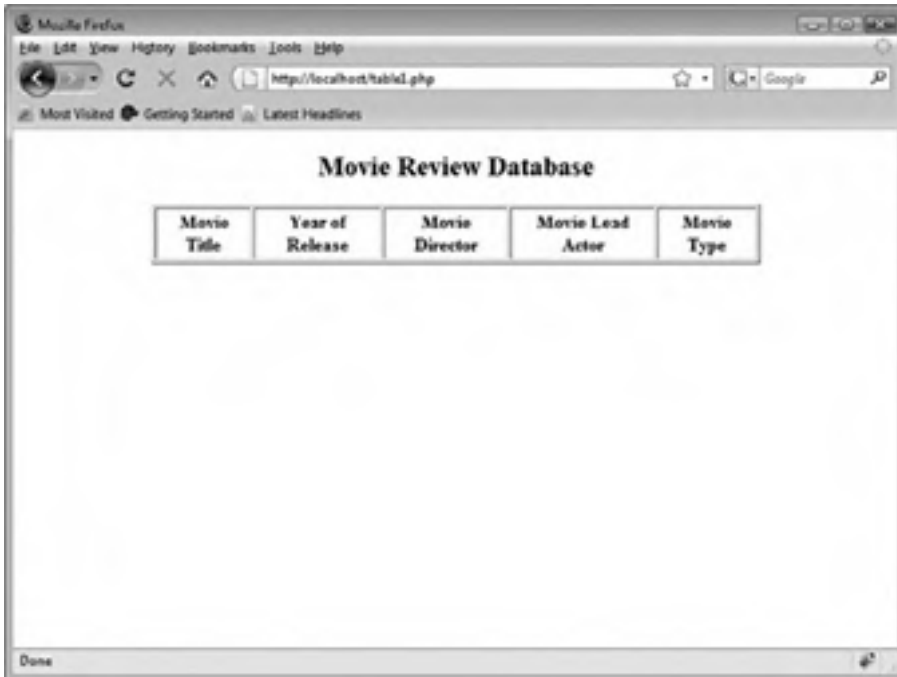 Mozilla Firefox
File Edit View History Bookmarks Tools Help
http://localhost/table1.php
Google
Most Visited Getting Started Latest Headlines
Movie Review Database
Movie Title Year of Release Movie Director Movie Lead Actor Movie Type
Done